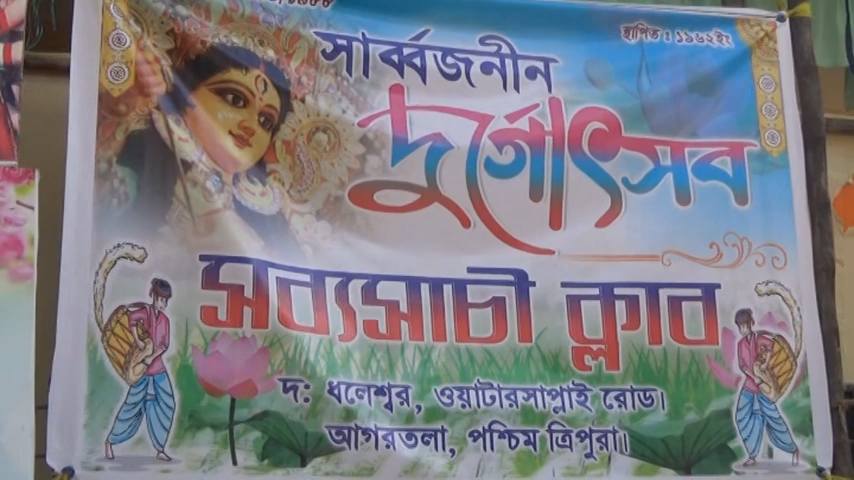 স্থাপিত : ১৯৬২ইং
সার্ব্বজনীন
দুর্গোৎসব
সব্যসাচী ক্লাব
দ: ধলেশ্বর, ওয়াটারসাপ্লাই রোড।
আগরতলা, পশ্চিম ত্রিপুরা।